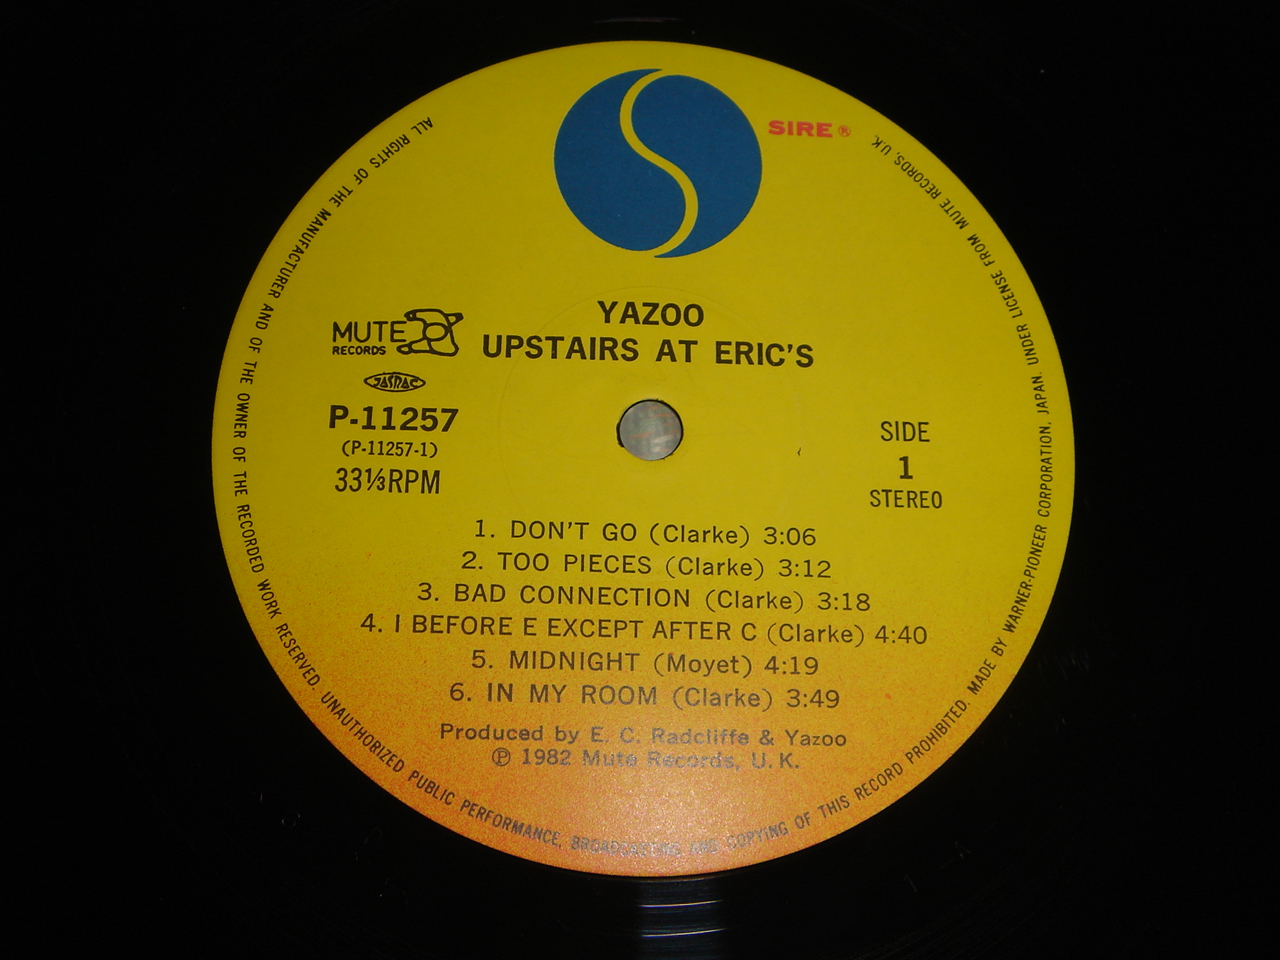 SIRE ®
YAZOO
UPSTAIRS AT ERIC'S
MUTE
RECORDS
JASRAC
P-11257
(P-11257-1)
33⅓RPM
SIDE
1
STEREO
1. DON'T GO (Clarke) 3:06
2. TOO PIECES (Clarke) 3:12
3. BAD CONNECTION (Clarke) 3:18
4. I BEFORE E EXCEPT AFTER C (Clarke) 4:40
5. MIDNIGHT (Moyet) 4:19
6. IN MY ROOM (Clarke) 3:49
Produced by E. C. Radcliffe & Yazoo
Ⓟ 1982 Mute Records, U. K.
ALL RIGHTS OF THE MANUFACTURER AND OF THE OWNER OF THE RECORDED WORK RESERVED. UNAUTHORIZED PUBLIC PERFORMANCE, BROADCASTING AND COPYING OF THIS RECORD PROHIBITED. MADE BY WARNER-PIONEER CORPORATION, JAPAN. UNDER LICENSE FROM MUTE RECORDS, U.K.